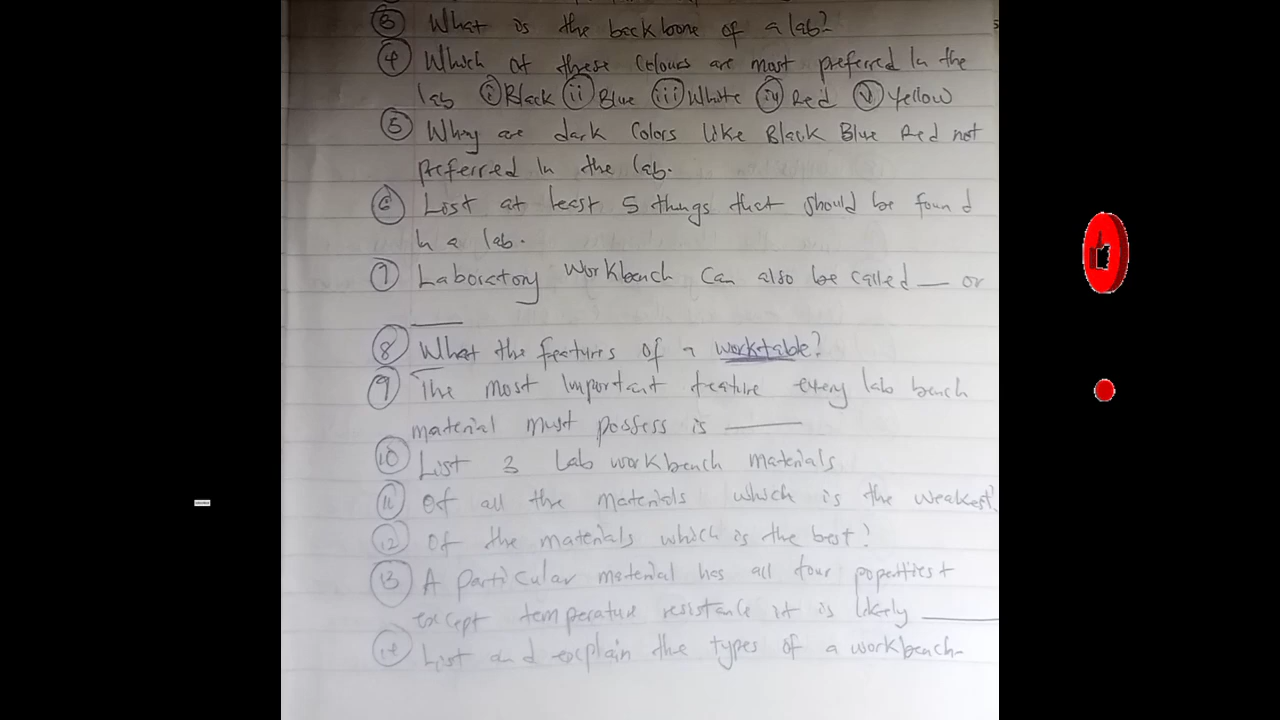 ③ What is the backbone of a lab?
④ Which of these colours are most preferred in the
lab ⓘ Black ⓘⓘ Blue ⓘⓘⓘ White ⓘⓥ Red ⓥ Yellow
⑤ Why are dark colors like Black Blue Red not
preferred in the lab.
⑥ List at least 5 things that should be found
in a lab.
⑦ Laboratory workbench can also be called __ or
____
⑧ What the features of a worktable?
⑨ The most important feature every lab bench
material must possess is ____
⑩ List 3 Lab workbench materials
⑪ Of all the materials which is the weakest?
⑫ Of the materials which is the best?
⑬ A particular material has all four properties
except temperature resistance it is likely ____
⑭ List and explain the types of a workbench-